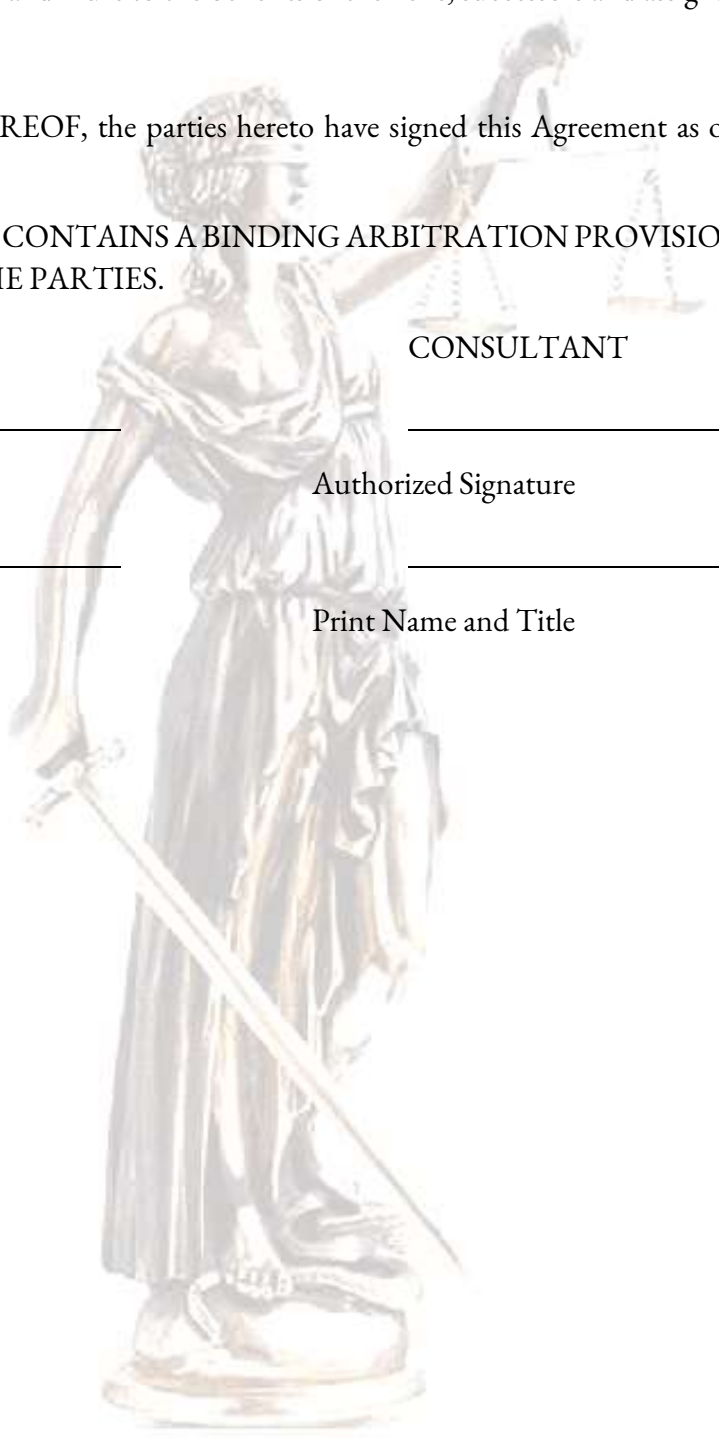 REOF, the parties hereto have signed this Agreement as o
CONTAINS A BINDING ARBITRATION PROVISIO
HE PARTIES.
CONSULTANT
Authorized Signature
Print Name and Title